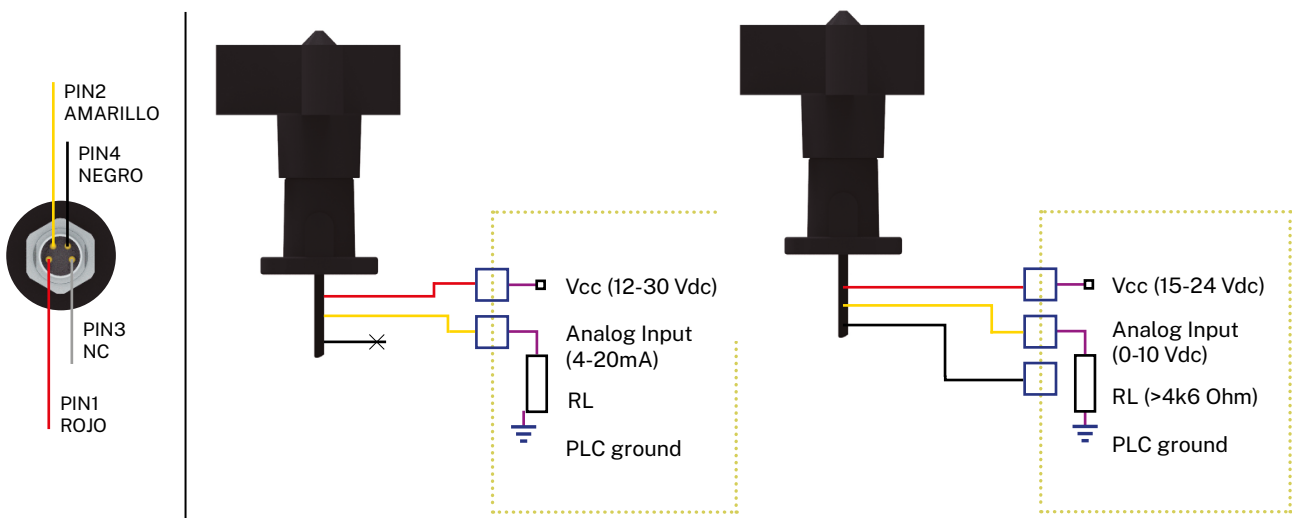 PIN2
AMARILLO
PIN4
NEGRO
PIN3
NC
PIN1
ROJO
Vcc (12-30 Vdc)
Analog Input
(4-20mA)
RL
PLC ground
Vcc (15-24 Vdc)
Analog Input
(0-10 Vdc)
RL (>4k6 Ohm)
PLC ground